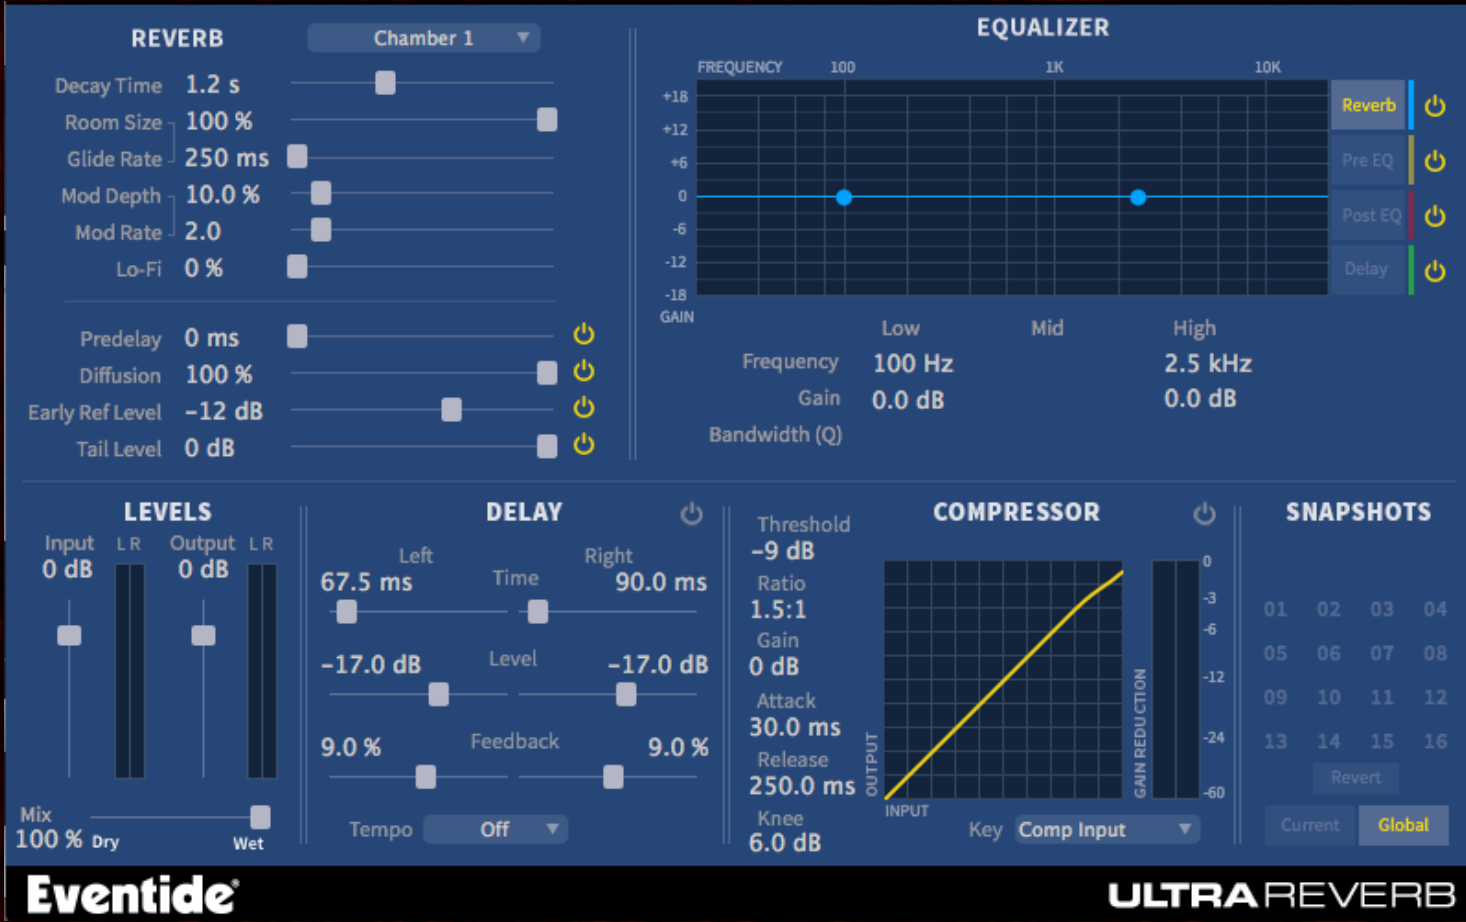 REVERB
Chamber 1
Decay Time 1.2 s
Room Size 100 %
Glide Rate 250 ms
Mod Depth 10.0 %
Mod Rate 2.0
Lo-Fi 0 %
Predelay 0 ms
Diffusion 100 %
Early Ref Level -12 dB
Tail Level 0 dB
EQUALIZER
FREQUENCY 100 1K 10K
+18
+12
+6
0
-6
-12
-18
GAIN
Reverb
Pre EQ
Post EQ
Delay
Low Mid High
Frequency 100 Hz 2.5 kHz
Gain 0.0 dB 0.0 dB
Bandwidth (Q)
LEVELS
Input L R Output L R
0 dB 0 dB
Mix
100 % Dry Wet
DELAY
Left Right
67.5 ms Time 90.0 ms
-17.0 dB Level -17.0 dB
9.0 % Feedback 9.0 %
Tempo Off
COMPRESSOR
Threshold
-9 dB
Ratio
1.5:1
Gain
0 dB
Attack
30.0 ms
Release
250.0 ms
Knee
6.0 dB
OUTPUT
INPUT
GAIN REDUCTION
0
-3
-6
-12
-24
-60
Key Comp Input
SNAPSHOTS
01 02 03 04
05 06 07 08
09 10 11 12
13 14 15 16
Revert
Current Global
Eventide®
ULTRAREVERB